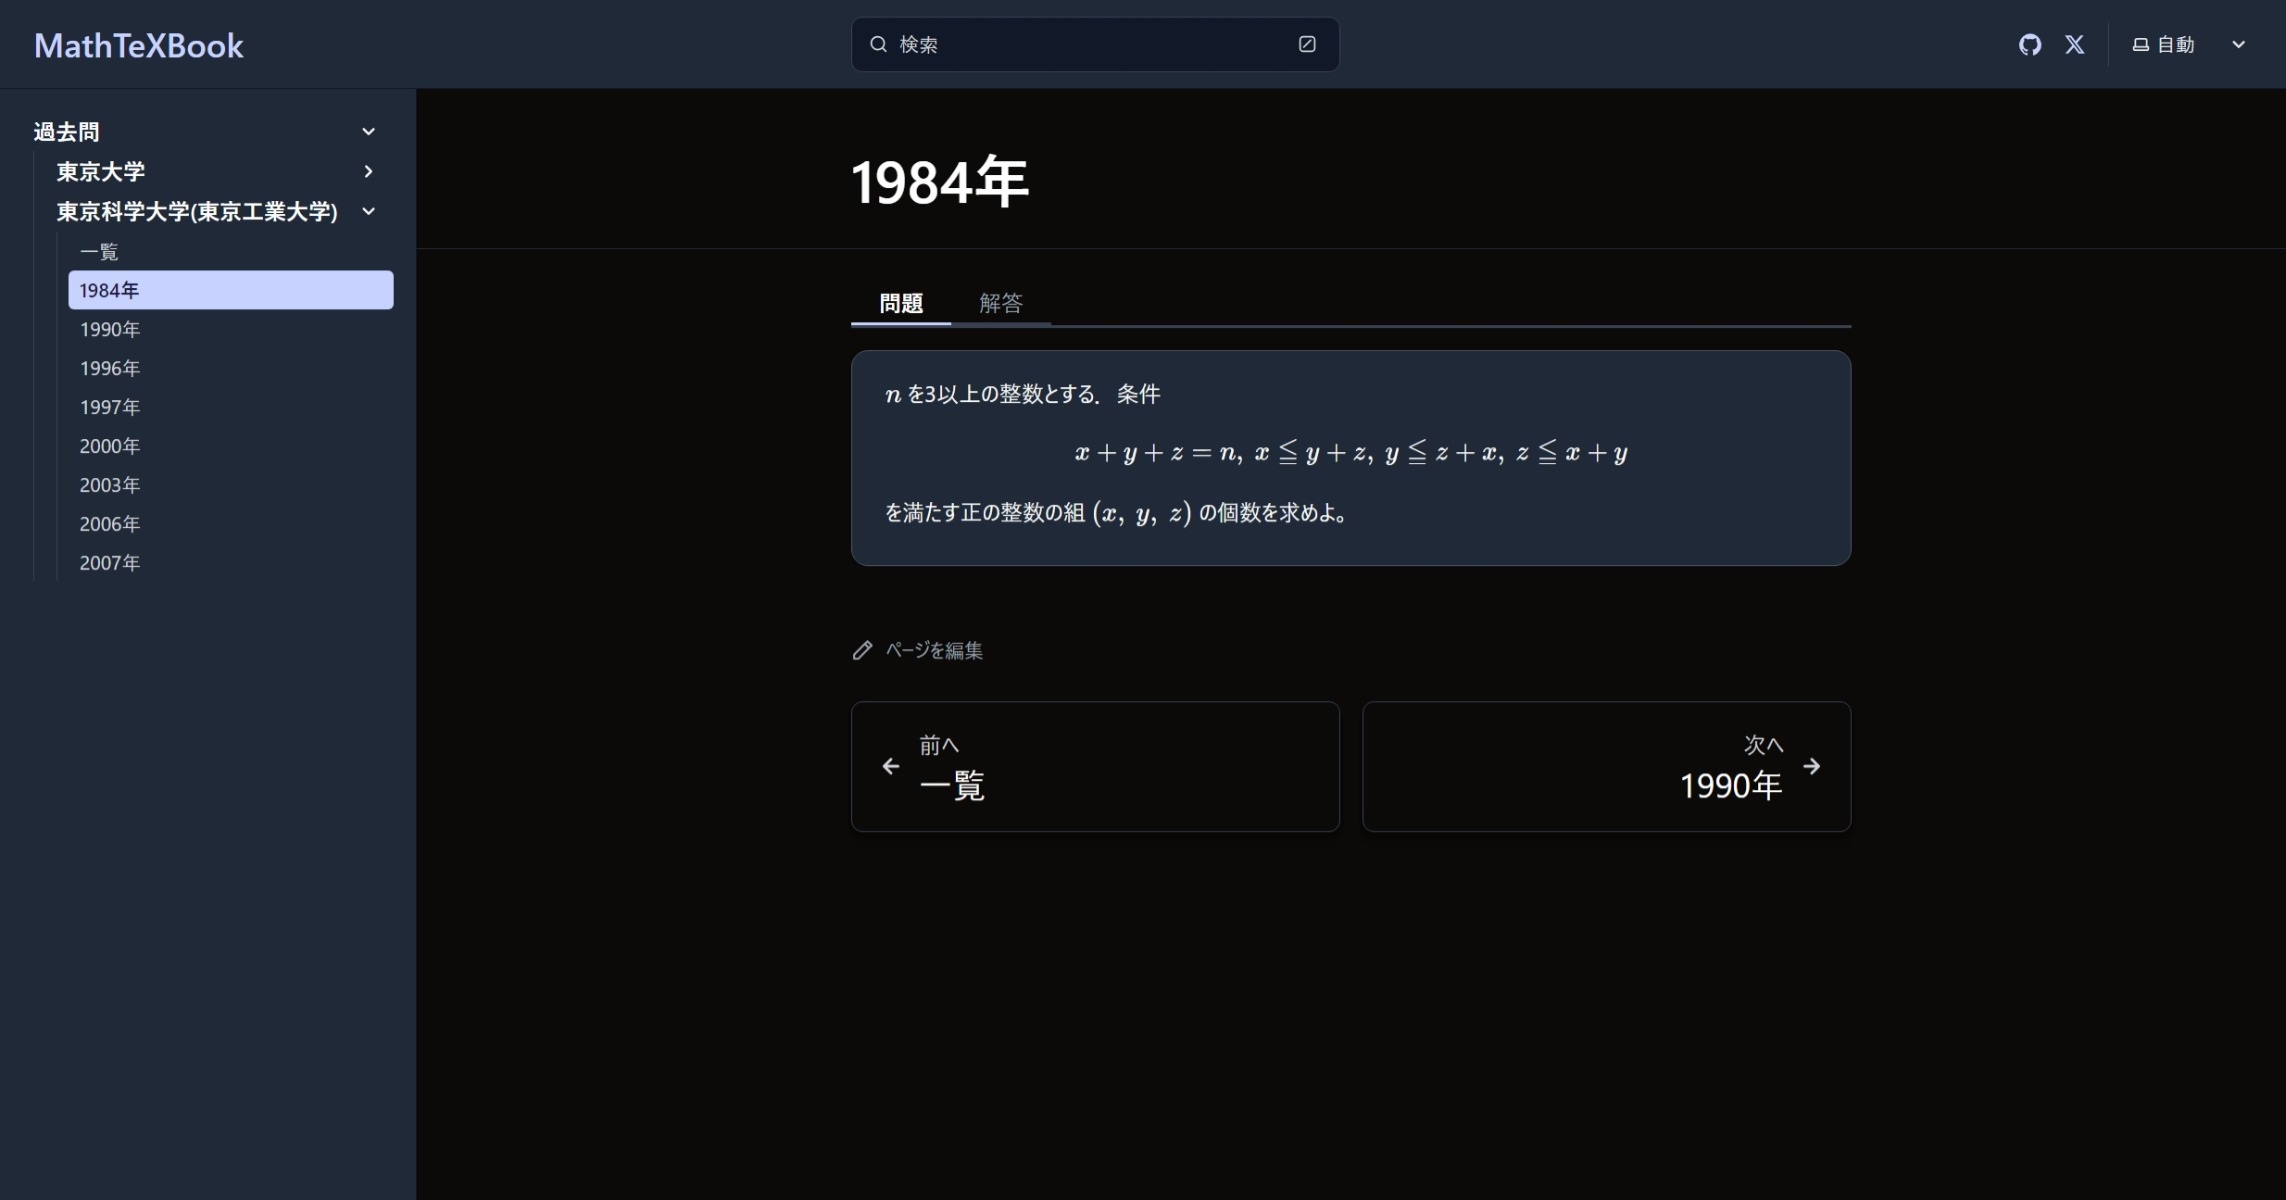 MathTeXBook
検索
自動
過去問
東京大学
東京科学大学(東京工業大学)
一覧
1984年
1990年
1996年
1997年
2000年
2003年
2006年
2007年
1984年
問題 解答
n を3以上の整数とする．条件
x + y + z = n, x ≦ y + z, y ≦ z + x, z ≦ x + y
を満たす正の整数の組 (x, y, z) の個数を求めよ。
ページを編集
前へ
一覧
次へ
1990年